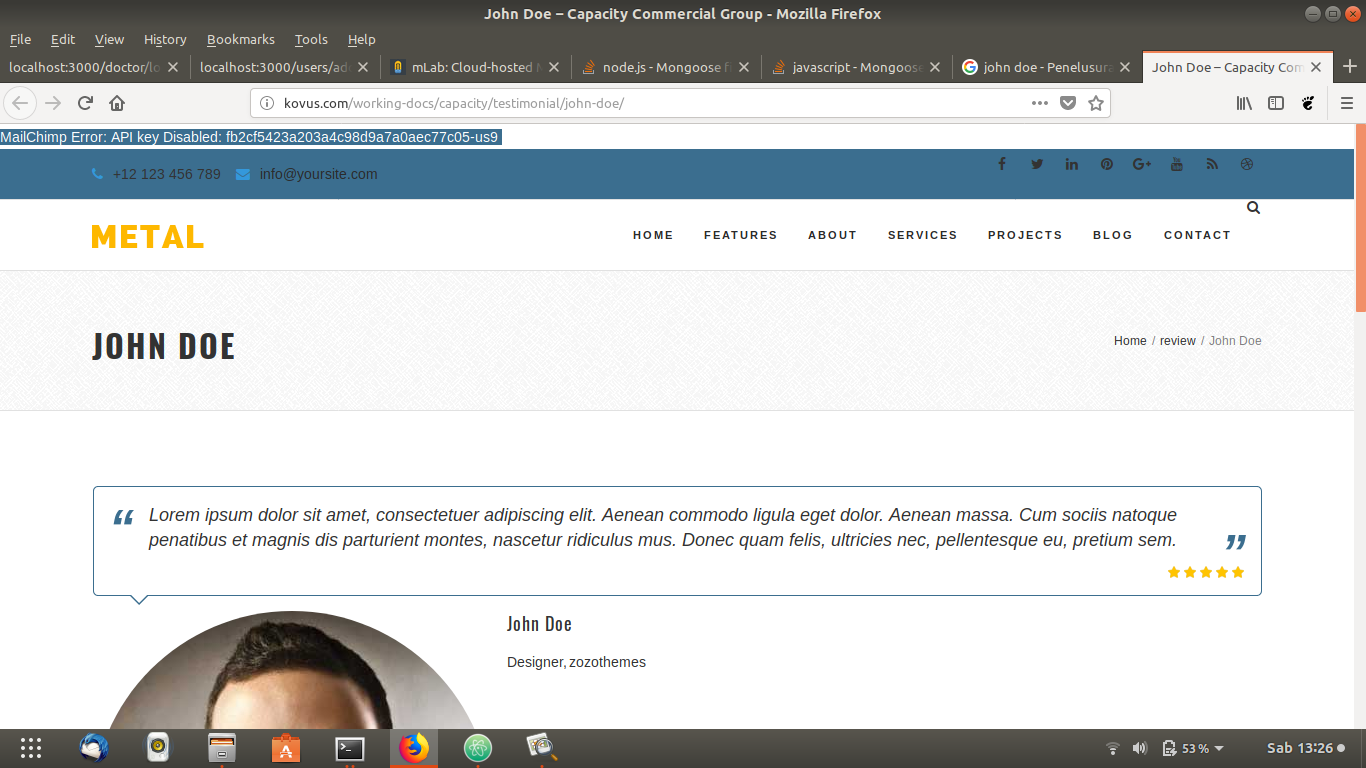 John Doe – Capacity Commercial Group - Mozilla Firefox
File Edit View History Bookmarks Tools Help
localhost:3000/doctor/lo localhost:3000/users/ad mLab: Cloud-hosted M node.js - Mongoose fi javascript - Mongoose john doe - Penelusura John Doe – Capacity Com
kovus.com/working-docs/capacity/testimonial/john-doe/
MailChimp Error: API key Disabled: fb2cf5423a203a4c98d9a7a0aec77c05-us9
+12 123 456 789 info@yoursite.com
METAL HOME FEATURES ABOUT SERVICES PROJECTS BLOG CONTACT
JOHN DOE Home / review / John Doe
“ Lorem ipsum dolor sit amet, consectetuer adipiscing elit. Aenean commodo ligula eget dolor. Aenean massa. Cum sociis natoque
penatibus et magnis dis parturient montes, nascetur ridiculus mus. Donec quam felis, ultricies nec, pellentesque eu, pretium sem. ”
John Doe
Designer, zozothemes
53% Sab 13:26